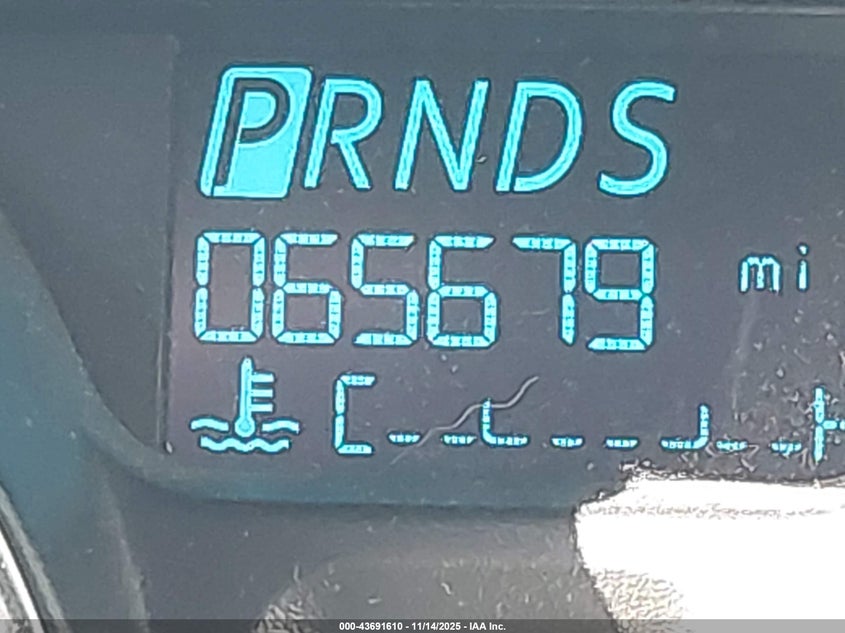 PRNDS
065679 mi
C H
000-43691610 - 11/14/2025 - IAA Inc.